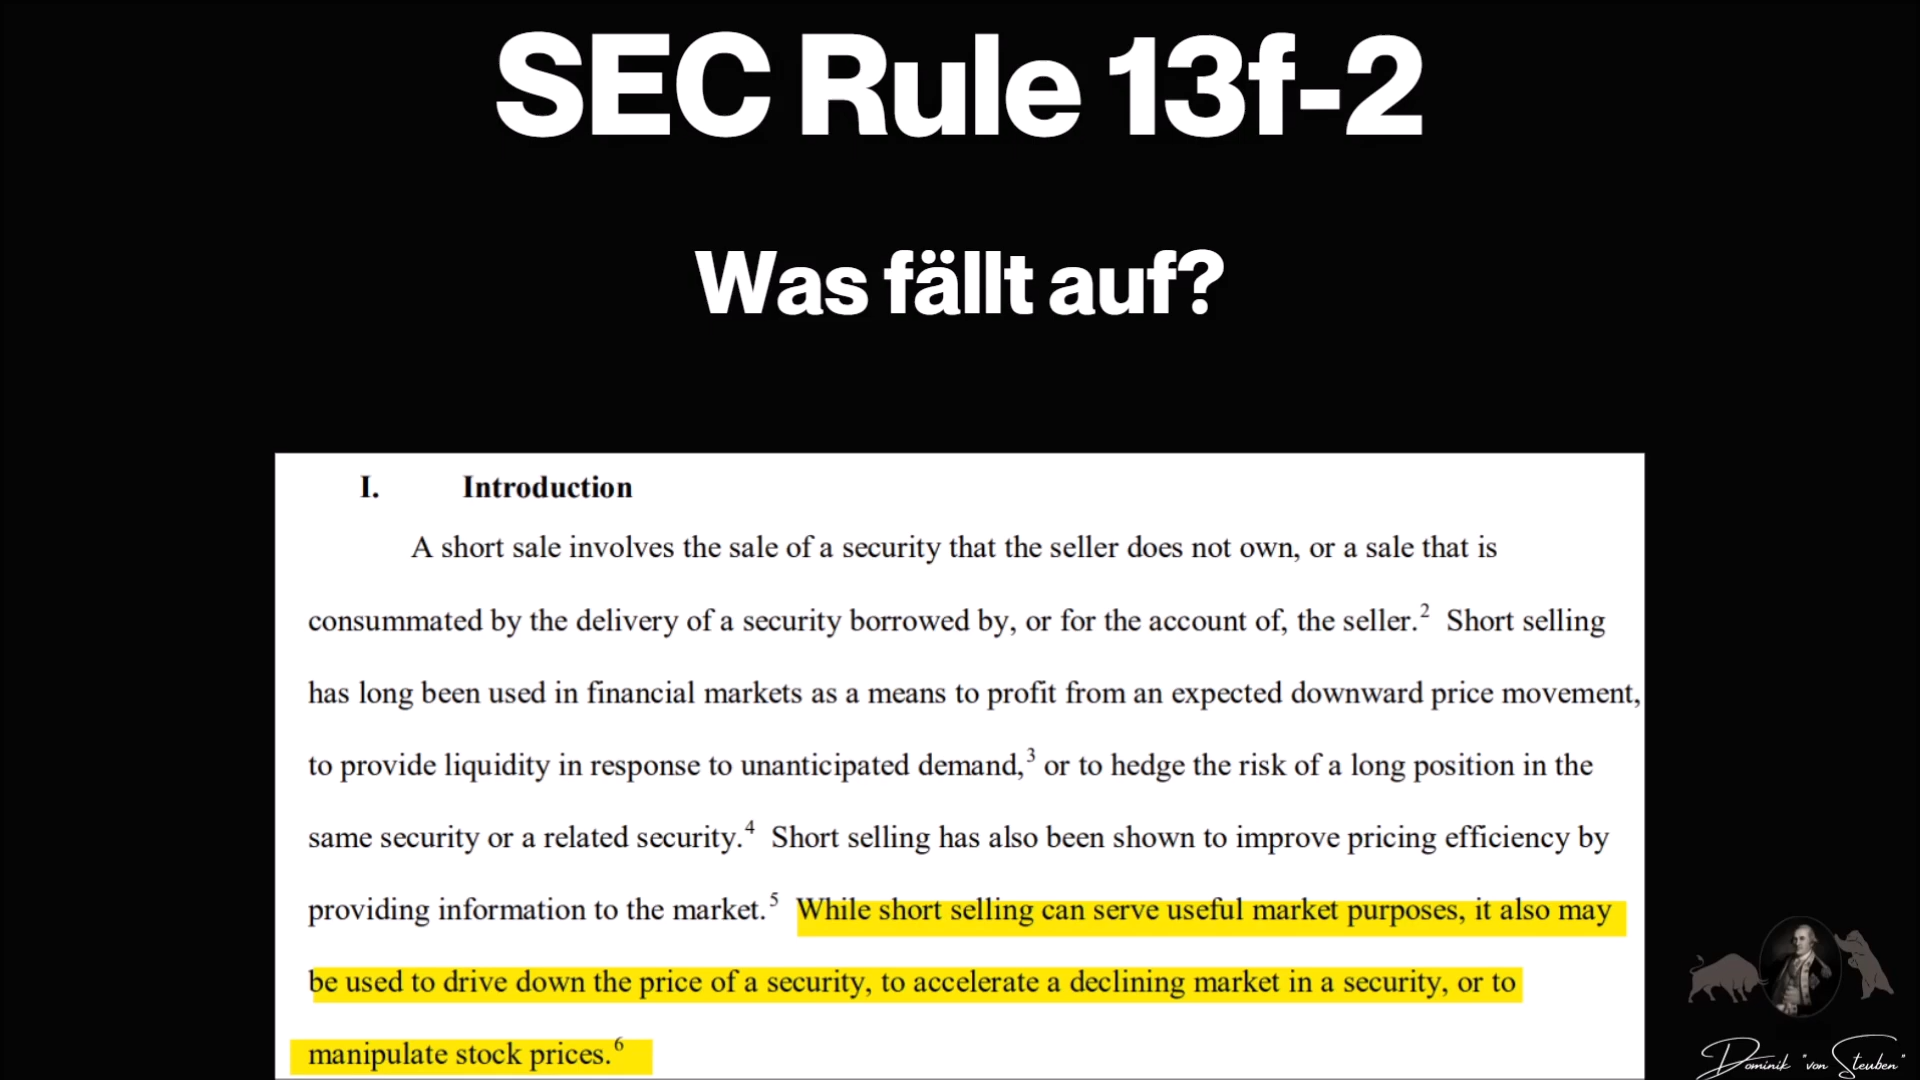 SEC Rule 13f-2
Was fällt auf?
I. Introduction
A short sale involves the sale of a security that the seller does not own, or a sale that is
consummated by the delivery of a security borrowed by, or for the account of, the seller.² Short selling
has long been used in financial markets as a means to profit from an expected downward price movement,
to provide liquidity in response to unanticipated demand,³ or to hedge the risk of a long position in the
same security or a related security.⁴ Short selling has also been shown to improve pricing efficiency by
providing information to the market.⁵ While short selling can serve useful market purposes, it also may
be used to drive down the price of a security, to accelerate a declining market in a security, or to
manipulate stock prices.⁶
Dominik "von Steuben"